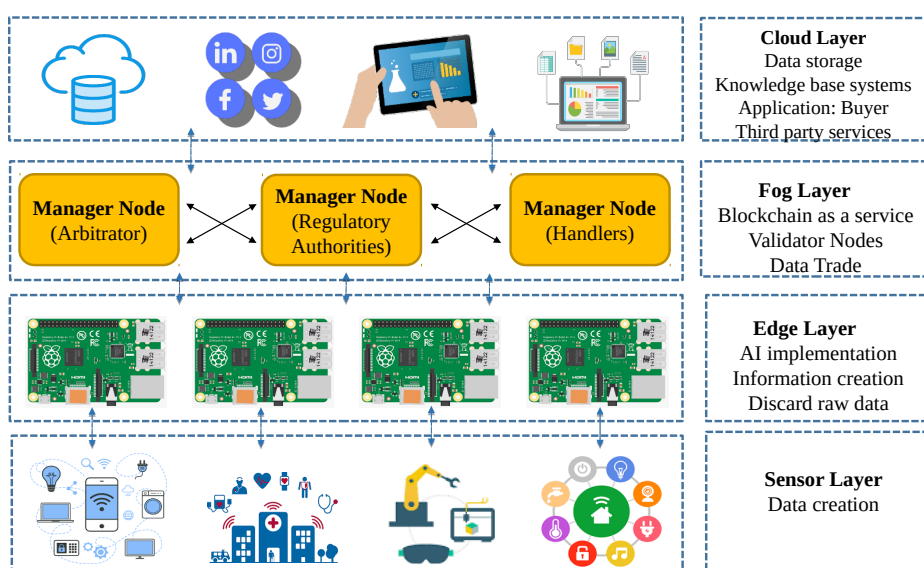 Cloud Layer
Data storage
Knowledge base systems
Application: Buyer
Third party services
Manager Node
(Arbitrator)
Manager Node
(Regulatory
Authorities)
Manager Node
(Handlers)
Fog Layer
Blockchain as a service
Validator Nodes
Data Trade
Edge Layer
AI implementation
Information creation
Discard raw data
Sensor Layer
Data creation